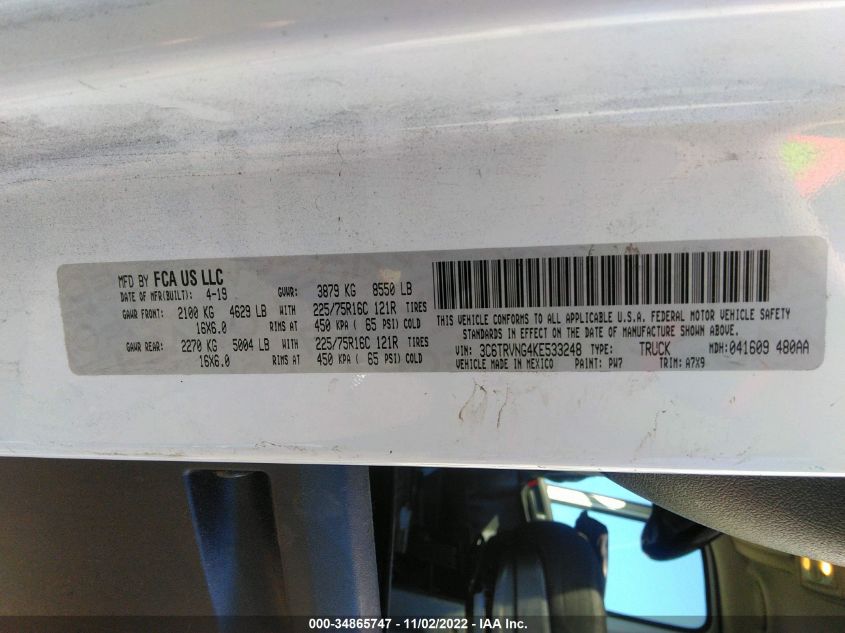 MFD BY FCA US LLC
DATE OF MFR(BUILT): 4-19 GVWR: 3879 KG 8550 LB
GAWR FRONT: 2100 KG 4629 LB WITH 225/75R16C 121R TIRES
16X6.0 RIMS AT 450 KPA ( 65 PSI) COLD
GAWR REAR: 2270 KG 5004 LB WITH 225/75R16C 121R TIRES
16X6.0 RIMS AT 450 KPA ( 65 PSI) COLD
THIS VEHICLE CONFORMS TO ALL APPLICABLE U.S.A. FEDERAL MOTOR VEHICLE SAFETY
STANDARDS IN EFFECT ON THE DATE OF MANUFACTURE SHOWN ABOVE.
VIN: 3C6TRVNG4KE533248 TYPE: TRUCK MDH:041609 480AA
VEHICLE MADE IN MEXICO PAINT: PW7 TRIM: A7X9
000-34865747 - 11/02/2022 - IAA Inc.